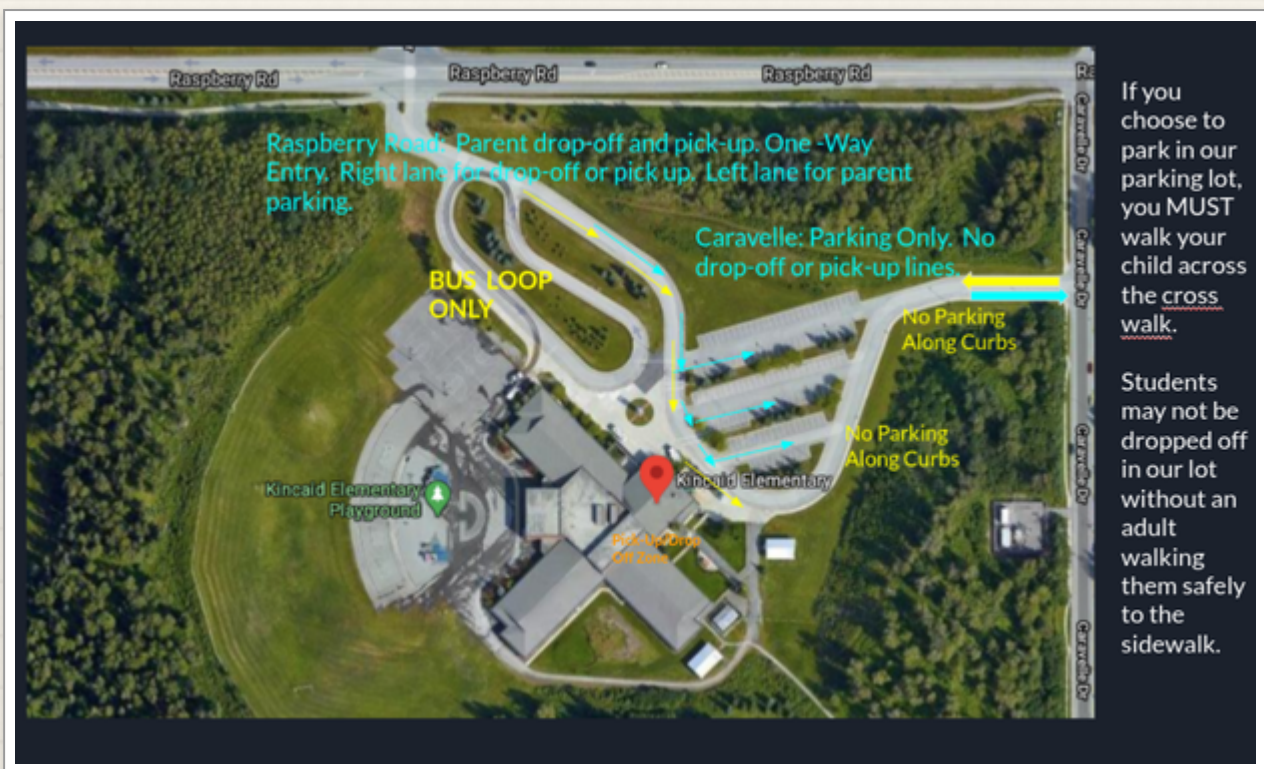 Raspberry Rd
Raspberry Rd
Raspberry Rd
Ra
Caravelle Dr
Raspberry Road: Parent drop-off and pick-up. One -Way
Entry. Right lane for drop-off or pick up. Left lane for parent
parking.
Caravelle: Parking Only. No
drop-off or pick-up lines.
Caravelle Dr
BUS LOOP
ONLY
No Parking
Along Curbs
No Parking
Along Curbs
Caravelle Dr
Kincaid Elementary
Kincaid Elementary
Playground
Pick-Up/Drop
Off Zone
Caravelle Dr
If you
choose to
park in our
parking lot,
you MUST
walk your
child across
the cross
walk.
Students
may not be
dropped off
in our lot
without an
adult
walking
them safely
to the
sidewalk.